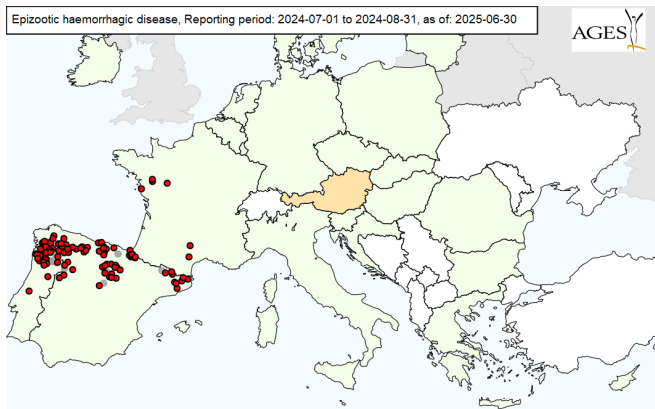 Epizootic haemorrhagic disease, Reporting period: 2024-07-01 to 2024-08-31, as of: 2025-06-30
AGES